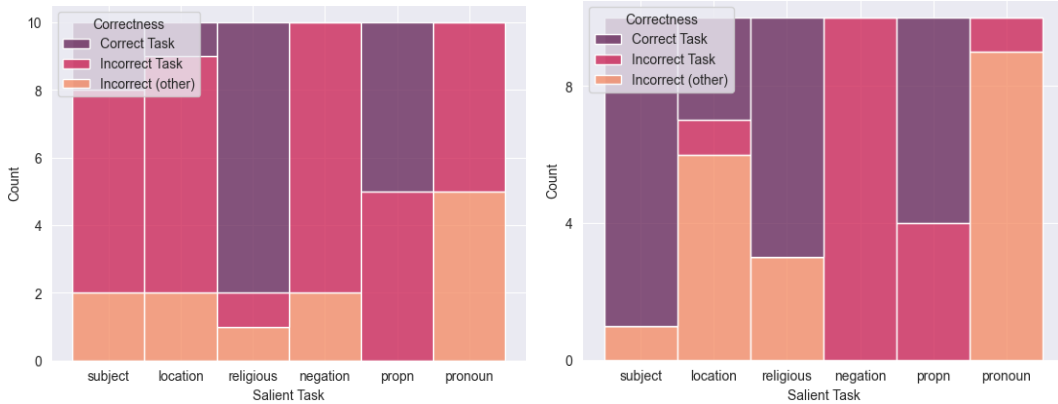 Correctness
Correct Task
Incorrect Task
Incorrect (other)
10
8
6
4
2
0
Count
subject location religious negation propn pronoun
Salient Task
Correctness
Correct Task
Incorrect Task
Incorrect (other)
8
4
0
Count
subject location religious negation propn pronoun
Salient Task